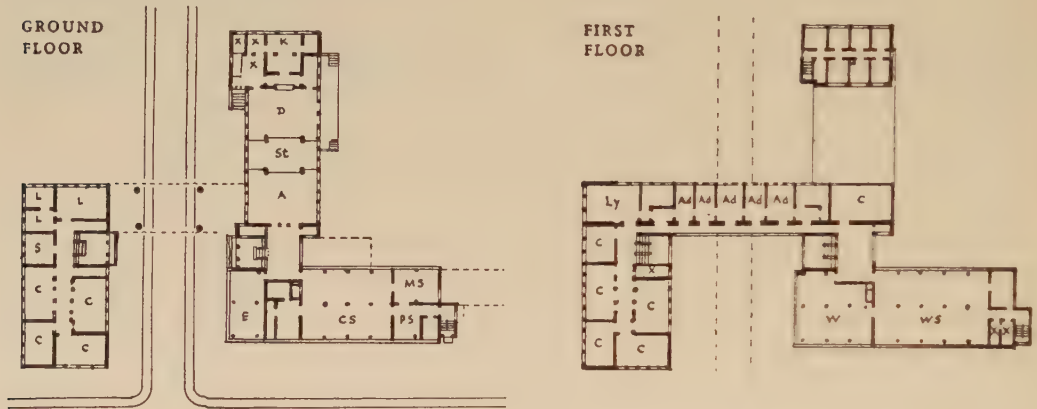 GROUND
FLOOR
X X K
X
D
St
A
L L
L
S
C C
C C
E CS MS
PS
FIRST
FLOOR
Ly Ad Ad Ad Ad Ad C
C
X
C C
C C
W WS X X